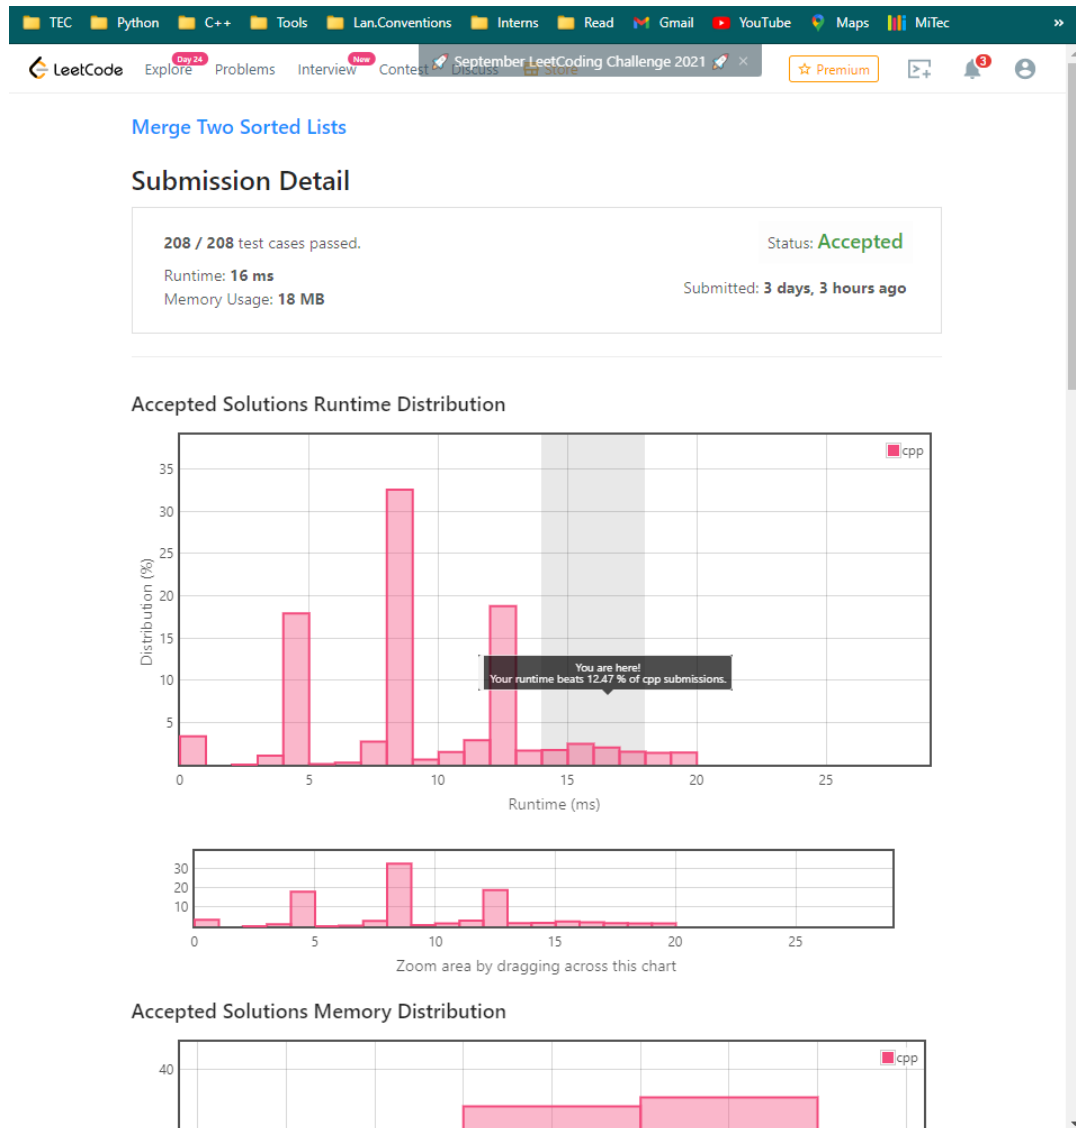 TEC Python C++ Tools Lan.Conventions Interns Read Gmail YouTube Maps MiTec »
Day 24 New
LeetCode Explore Problems Interview Contest Discuss Store Premium 3
🚀 September LeetCoding Challenge 2021 🚀 ×
Merge Two Sorted Lists
Submission Detail
208 / 208 test cases passed.
Status: Accepted
Runtime: 16 ms
Memory Usage: 18 MB
Submitted: 3 days, 3 hours ago
Accepted Solutions Runtime Distribution
cpp
35
30
25
20
15
10
5
Distribution (%)
You are here!
Your runtime beats 12.47 % of cpp submissions.
0 5 10 15 20 25
Runtime (ms)
30
20
10
0 5 10 15 20 25
Zoom area by dragging across this chart
Accepted Solutions Memory Distribution
cpp
40